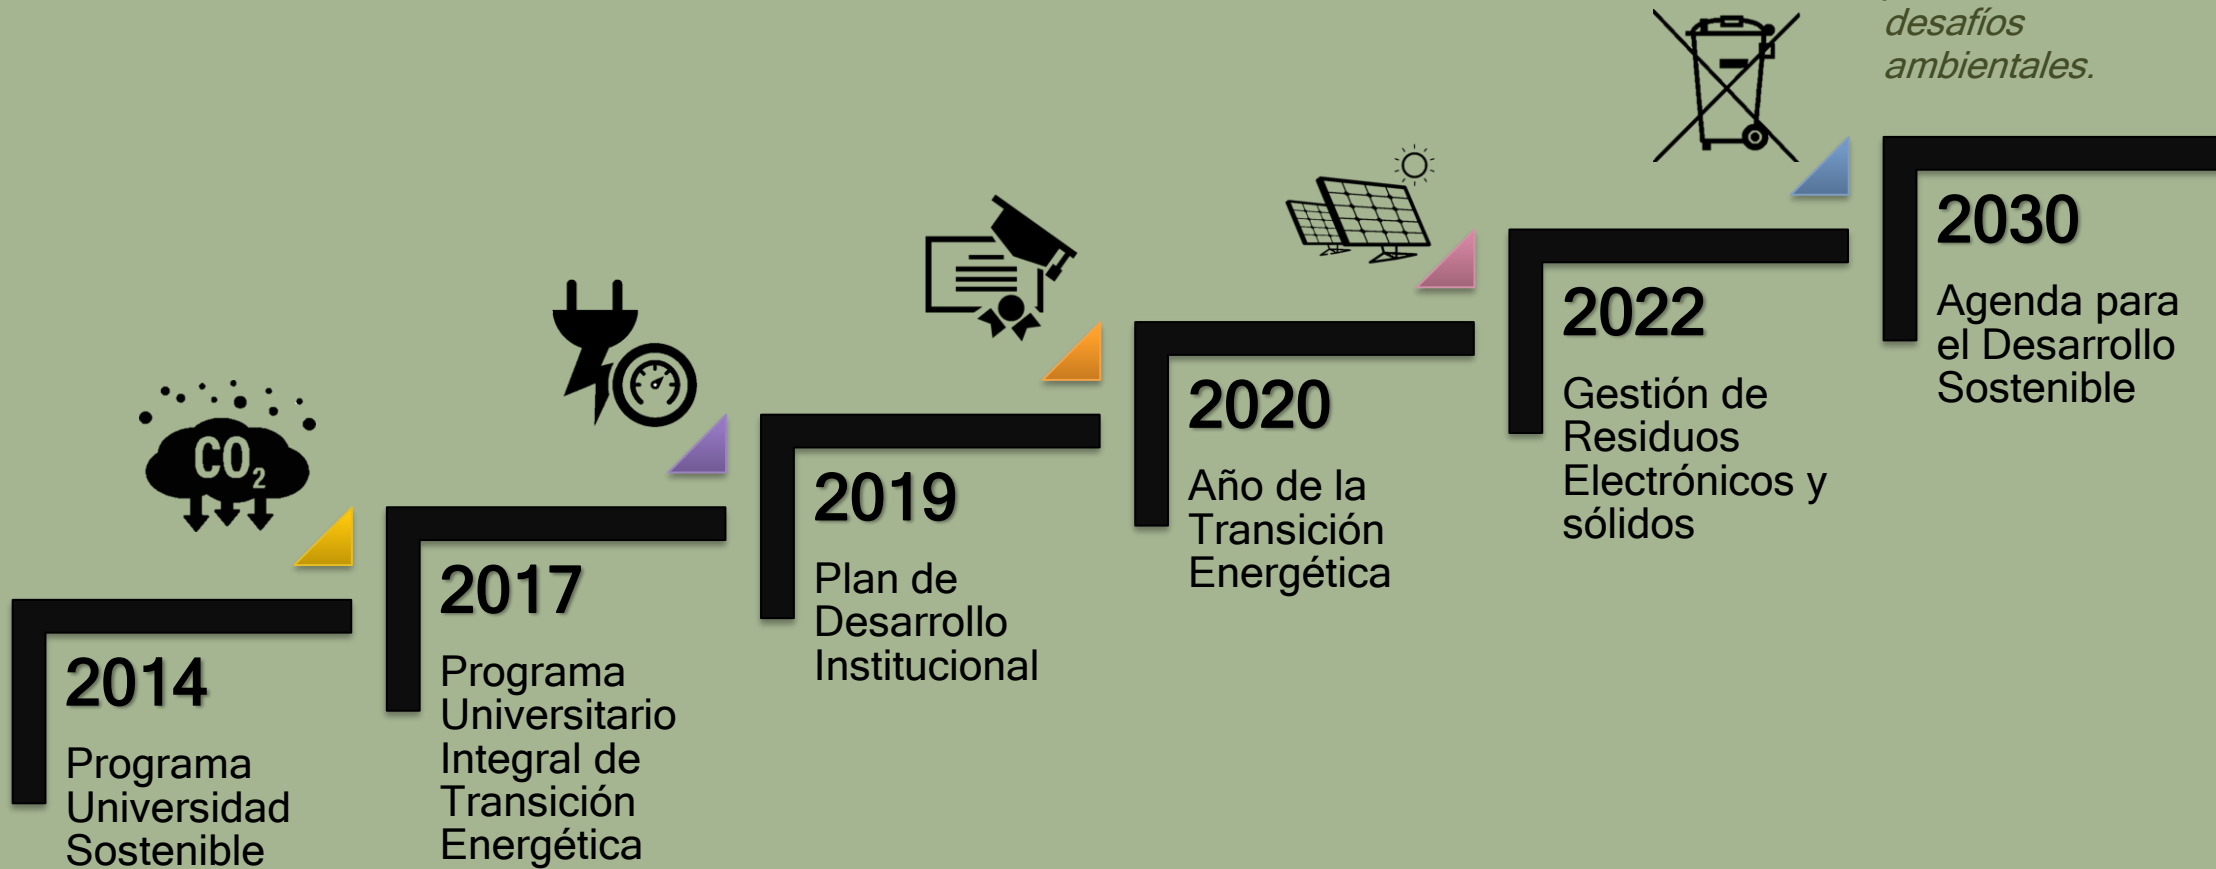 desafíos
ambientales.
CO₂
2014
Programa
Universidad
Sostenible
2017
Programa
Universitario
Integral de
Transición
Energética
2019
Plan de
Desarrollo
Institucional
2020
Año de la
Transición
Energética
2022
Gestión de
Residuos
Electrónicos y
sólidos
2030
Agenda para
el Desarrollo
Sostenible